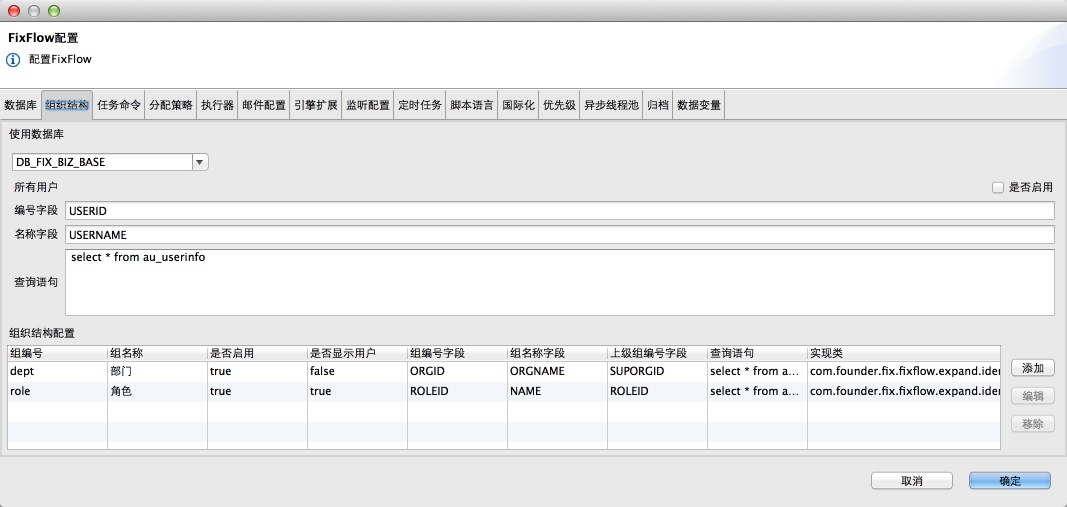 FixFlow配置
配置FixFlow
数据库 组织结构 任务命令 分配策略 执行器 邮件配置 引擎扩展 监听配置 定时任务 脚本语言 国际化 优先级 异步线程池 归档 数据变量
使用数据库
DB_FIX_BIZ_BASE
所有用户 是否启用
编号字段 USERID
名称字段 USERNAME
查询语句 select * from au_userinfo
组织结构配置
组编号 组名称 是否启用 是否显示用户 组编号字段 组名称字段 上级组编号字段 查询语句 实现类
dept 部门 true false ORGID ORGNAME SUPORGID select * from a... com.founder.fix.fixflow.expand.iden
role 角色 true true ROLEID NAME ROLEID select * from a... com.founder.fix.fixflow.expand.iden
添加
编辑
移除
取消 确定